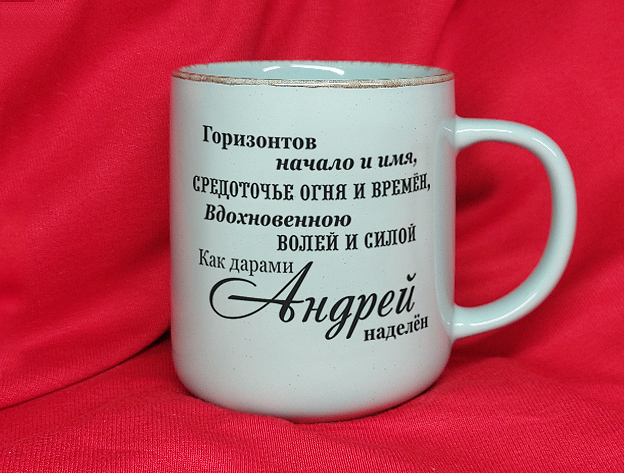 Горизонтов
начало и имя,
СРЕДОТОЧЬЕ ОГНЯ И ВРЕМЁН,
Вдохновенною
ВОЛЕЙ И СИЛОЙ
Как дарами
Андрей
наделён